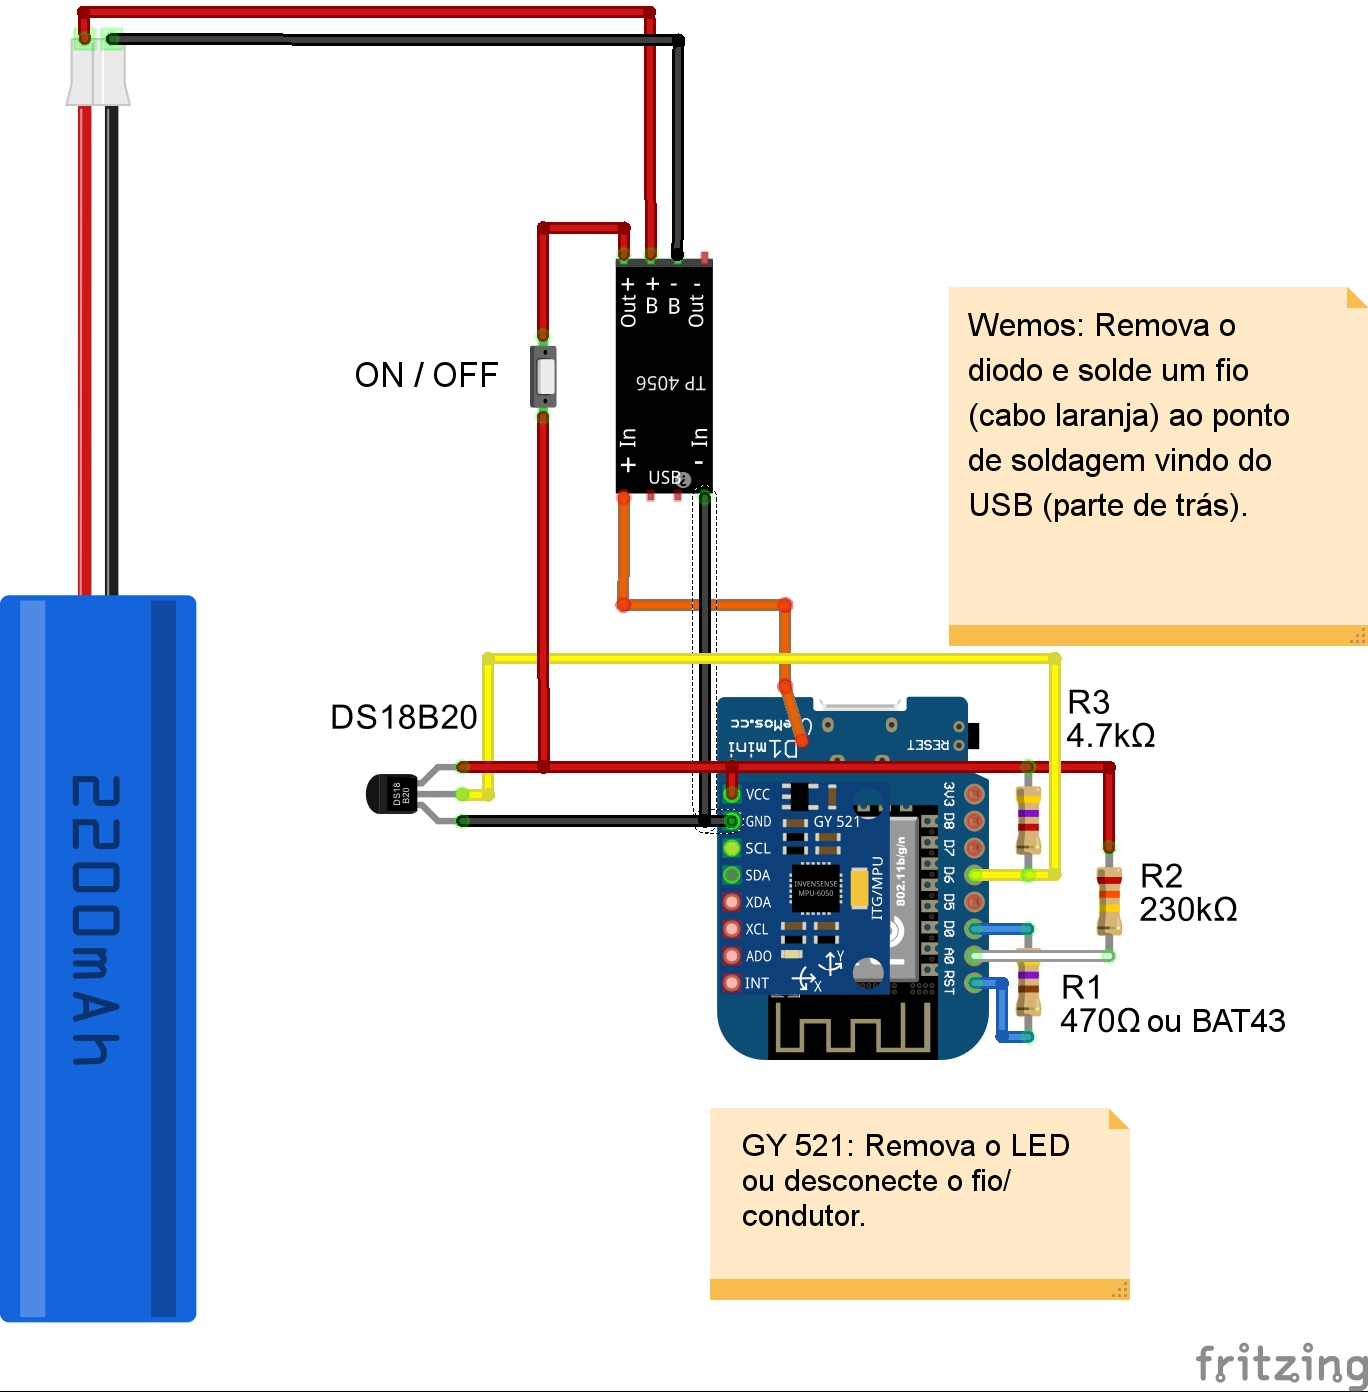 Out+
+ B
- B
Out -
TP 4056
+ In
- In
USB
ON / OFF
Wemos: Remova o
diodo e solde um fio
(cabo laranja) ao ponto
de soldagem vindo do
USB (parte de trás).
DS18B20
DS18
B20
R3
4.7kΩ
eMos.cc
D1mini
RESET
VCC
GND
SCL
SDA
XDA
XCL
ADO
INT
GY 521
INVENSENSE
MPU-6050
ITG/MPU
Y
X
802.11b/g/n
3V3
D8
D7
D6
D5
D0
A0
RST
R2
230kΩ
R1
470Ω ou BAT43
2200mAh
GY 521: Remova o LED
ou desconecte o fio/
condutor.
fritzing